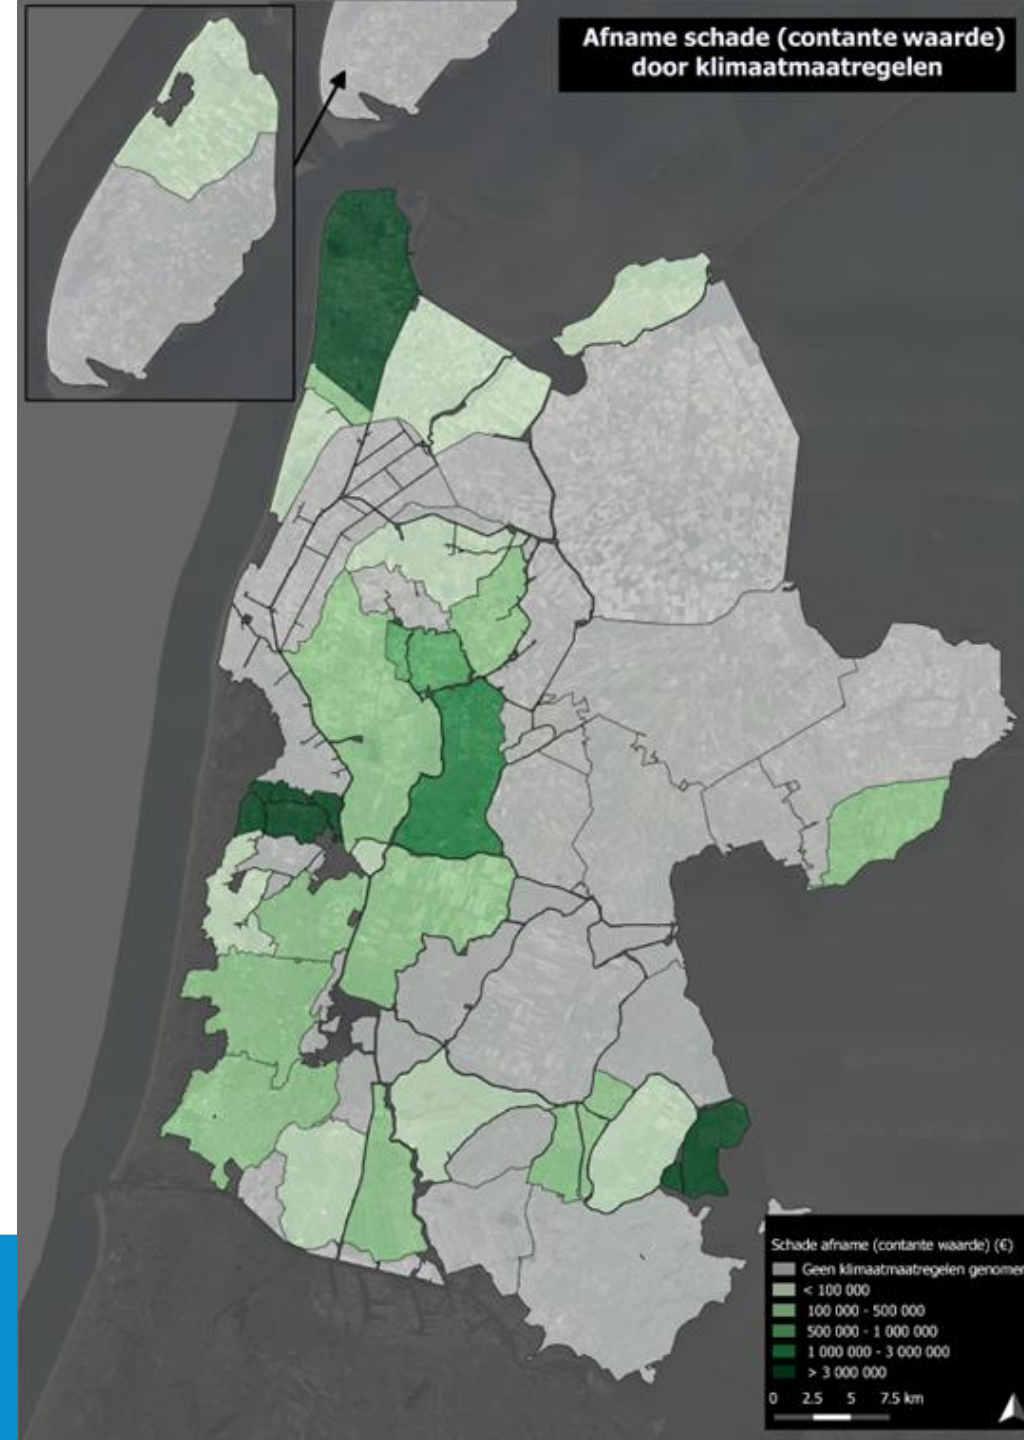 Afname schade (contante waarde)
door klimaatmaatregelen
Schade afname (contante waarde) (€)
Geen klimaatmaatregelen genomen
< 100 000
100 000 - 500 000
500 000 - 1 000 000
1 000 000 - 3 000 000
> 3 000 000
0 2.5 5 7.5 km